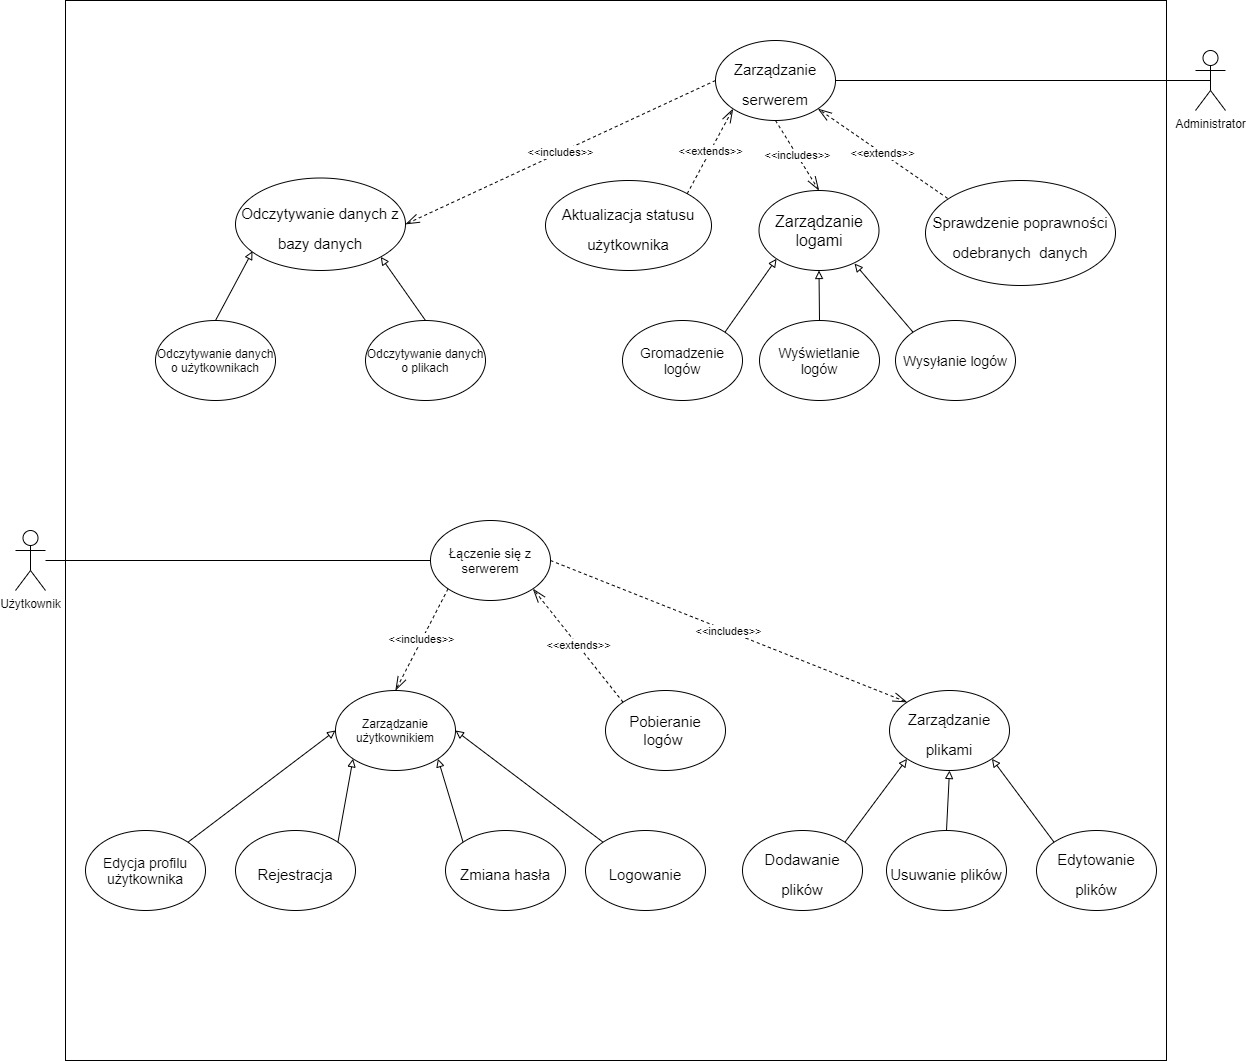 Zarządzanie
serwerem
Administrator
<<includes>>
<<extends>>
<<includes>>
<<extends>>
Odczytywanie danych z
bazy danych
Aktualizacja statusu
użytkownika
Zarządzanie
logami
Sprawdzenie poprawności
odebranych  danych
Odczytywanie danych
o użytkownikach
Odczytywanie danych
o plikach
Gromadzenie
logów
Wyświetlanie
logów
Wysyłanie logów
Użytkownik
Łączenie się z
serwerem
<<includes>>
<<extends>>
<<includes>>
Zarządzanie
użytkownikiem
Pobieranie
logów
Zarządzanie
plikami
Edycja profilu
użytkownika
Rejestracja
Zmiana hasła
Logowanie
Dodawanie
plików
Usuwanie plików
Edytowanie
plików